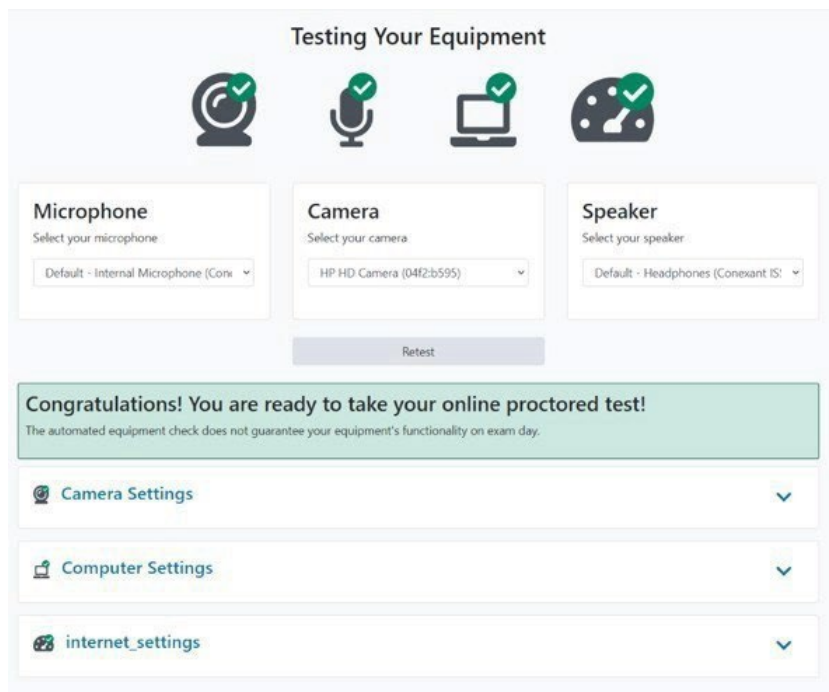 Testing Your Equipment
Microphone
Select your microphone
Default - Internal Microphone (Cone
Camera
Select your camera
HP HD Camera (04f2:b595)
Speaker
Select your speaker
Default - Headphones (Conexant IS:
Retest
Congratulations! You are ready to take your online proctored test!
The automated equipment check does not guarantee your equipment's functionality on exam day.
Camera Settings
Computer Settings
internet_settings